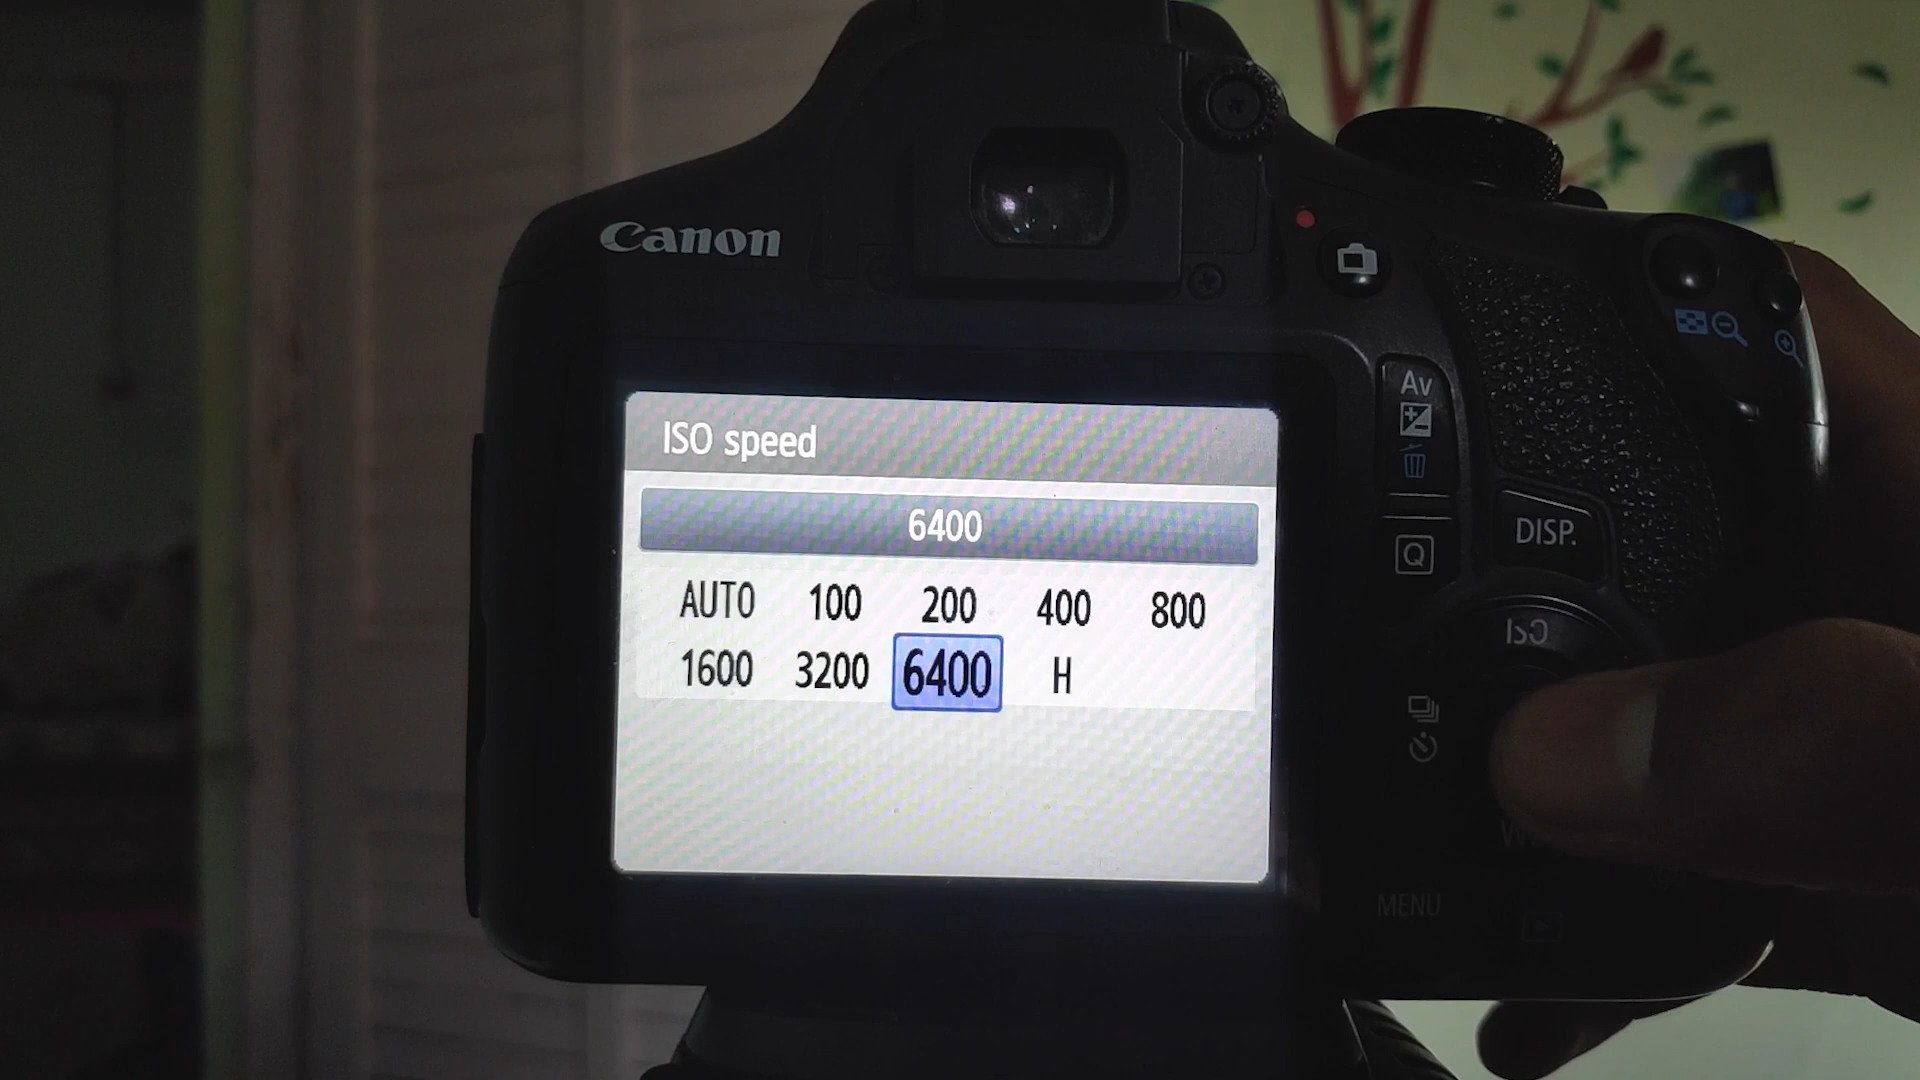 Canon
ISO speed
6400
AUTO 100 200 400 800
1600 3200 6400 H
Av
Q
DISP.
ISO
MENU